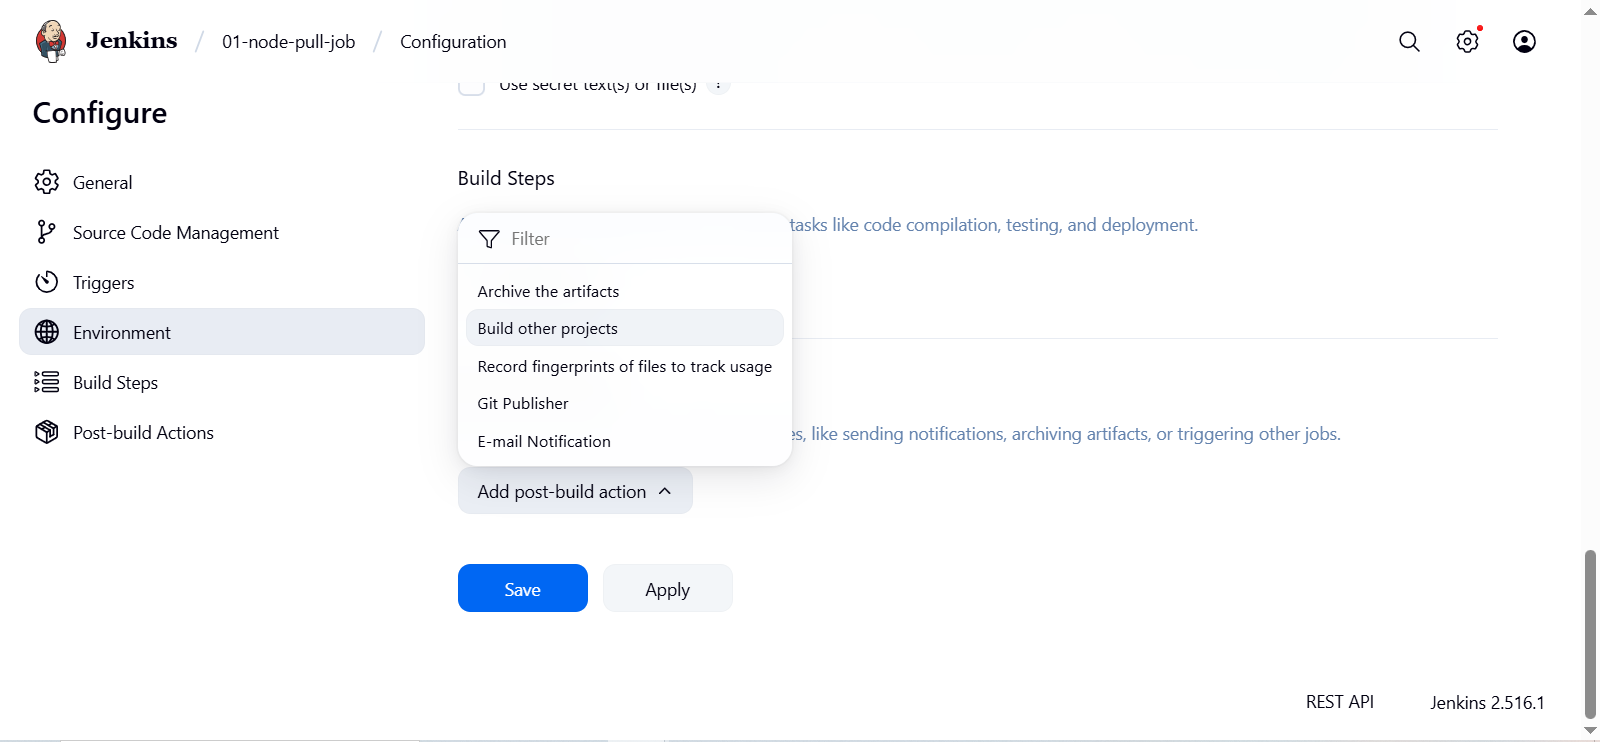 Jenkins / 01-node-pull-job / Configuration
Configure
General
Source Code Management
Triggers
Environment
Build Steps
Post-build Actions
Use secret text(s) or file(s) ?
Build Steps
tasks like code compilation, testing, and deployment.
Filter
Archive the artifacts
Build other projects
Record fingerprints of files to track usage
Git Publisher
E-mail Notification
es, like sending notifications, archiving artifacts, or triggering other jobs.
Add post-build action
Save
Apply
REST API
Jenkins 2.516.1